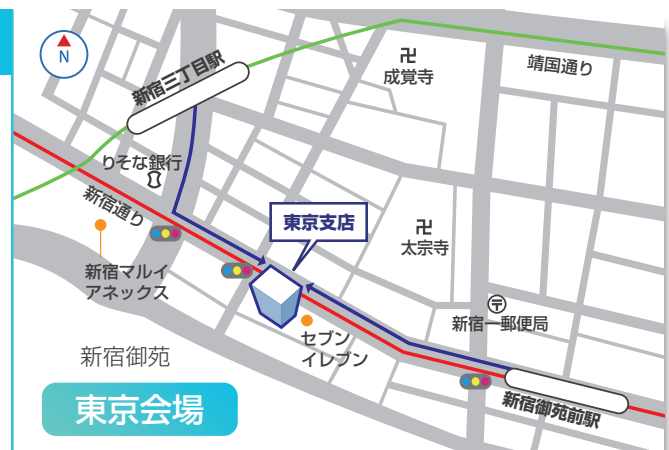 N
新宿三丁目駅
卍
成覚寺
靖国通り
りそな銀行
新宿通り
東京支店
卍
太宗寺
新宿マルイ
アネックス
〒
新宿一郵便局
セブン
イレブン
新宿御苑
新宿御苑前駅
東京会場